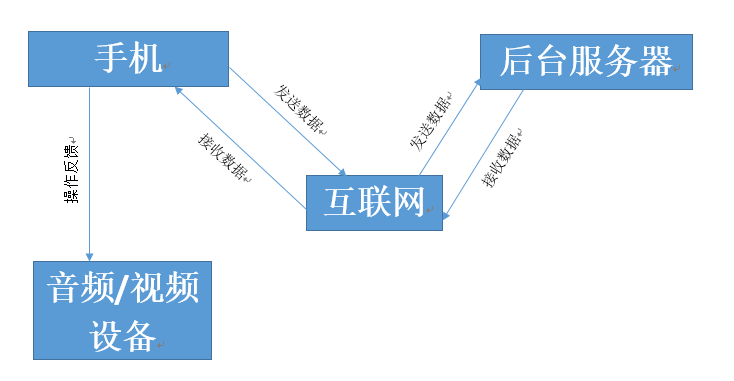 手机
后台服务器
发送数据
发送数据
接收数据
接收数据
操作反馈
互联网
音频/视频
设备